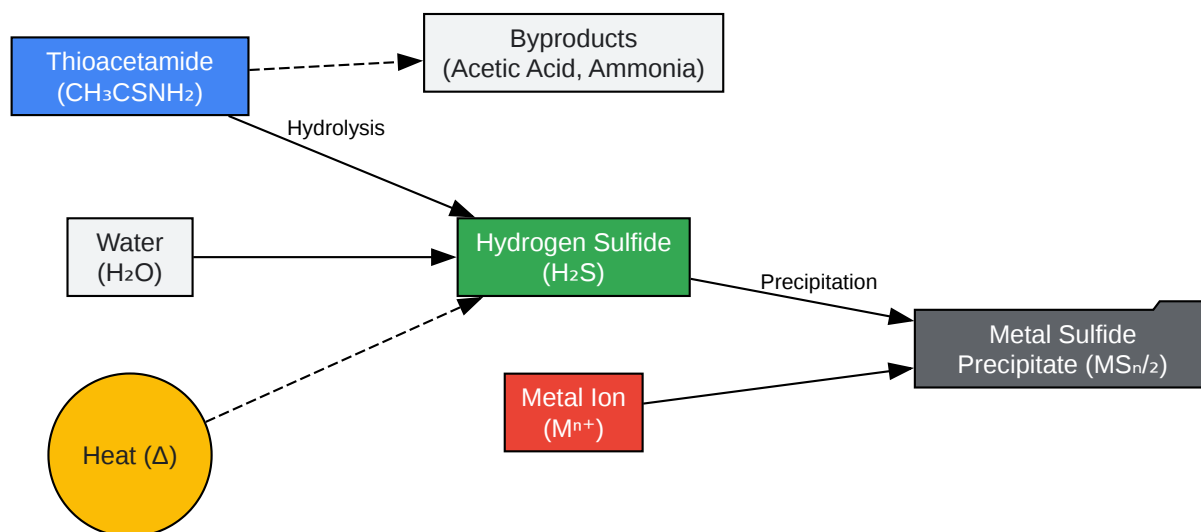 Thioacetamide
(CH₃CSNH₂)
Byproducts
(Acetic Acid, Ammonia)
Hydrolysis
Water
(H₂O)
Hydrogen Sulfide
(H₂S)
Precipitation
Metal Sulfide
Precipitate (MSₙ/₂)
Metal Ion
(Mⁿ⁺)
Heat (Δ)